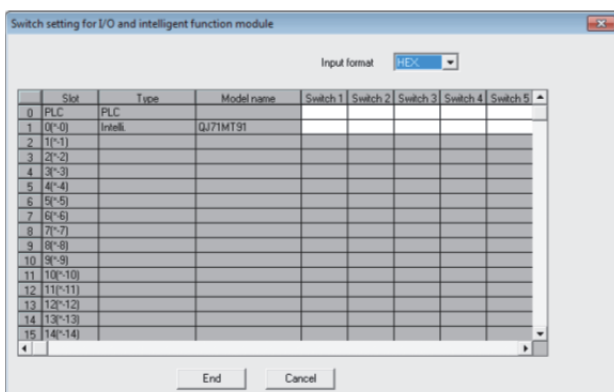 Switch setting for I/O and intelligent function module
Input format HEX
Slot Type Model name Switch 1 Switch 2 Switch 3 Switch 4 Switch 5
0 PLC PLC
1 0(*-0) Intelli. QJ71MT91
2 1(*-1)
3 2(*-2)
4 3(*-3)
5 4(*-4)
6 5(*-5)
7 6(*-6)
8 7(*-7)
9 8(*-8)
10 9(*-9)
11 10(*-10)
12 11(*-11)
13 12(*-12)
14 13(*-13)
15 14(*-14)
End Cancel